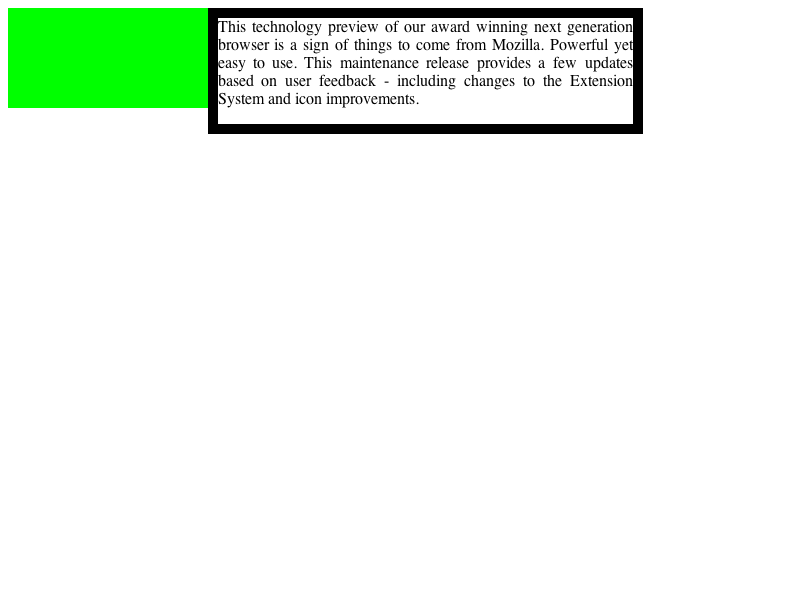 This technology preview of our award winning next generation
browser is a sign of things to come from Mozilla. Powerful yet
easy to use. This maintenance release provides a few updates
based on user feedback - including changes to the Extension
System and icon improvements.